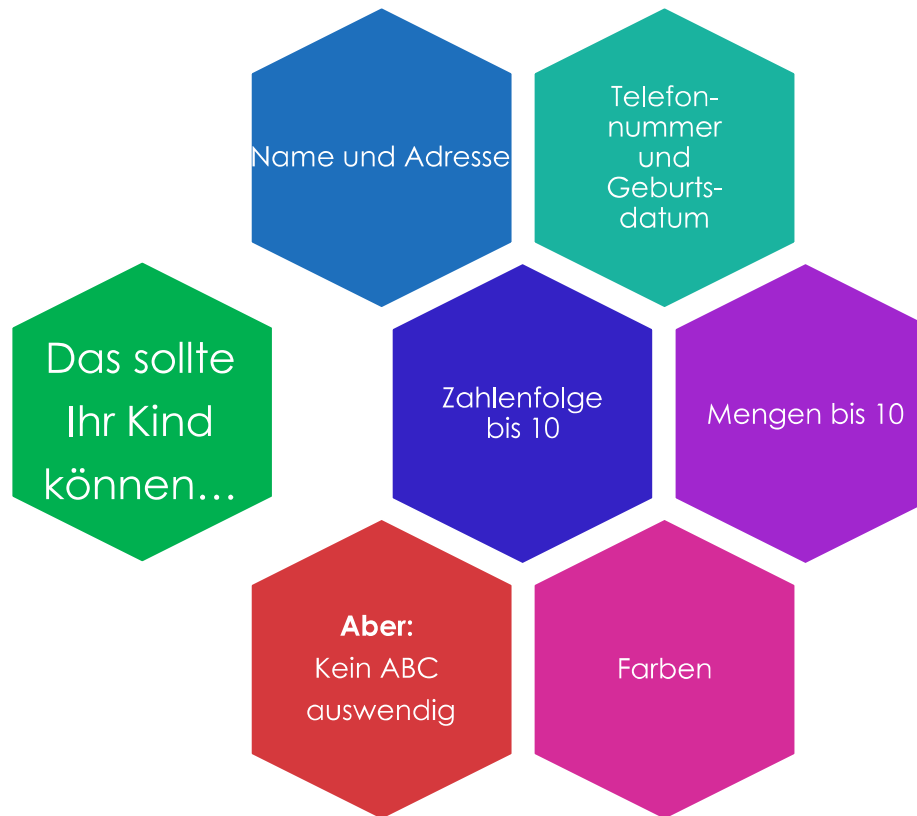 Das sollte
Ihr Kind
können…
Name und Adresse
Telefon-
nummer
und
Geburts-
datum
Zahlenfolge
bis 10
Mengen bis 10
Aber:
Kein ABC
auswendig
Farben